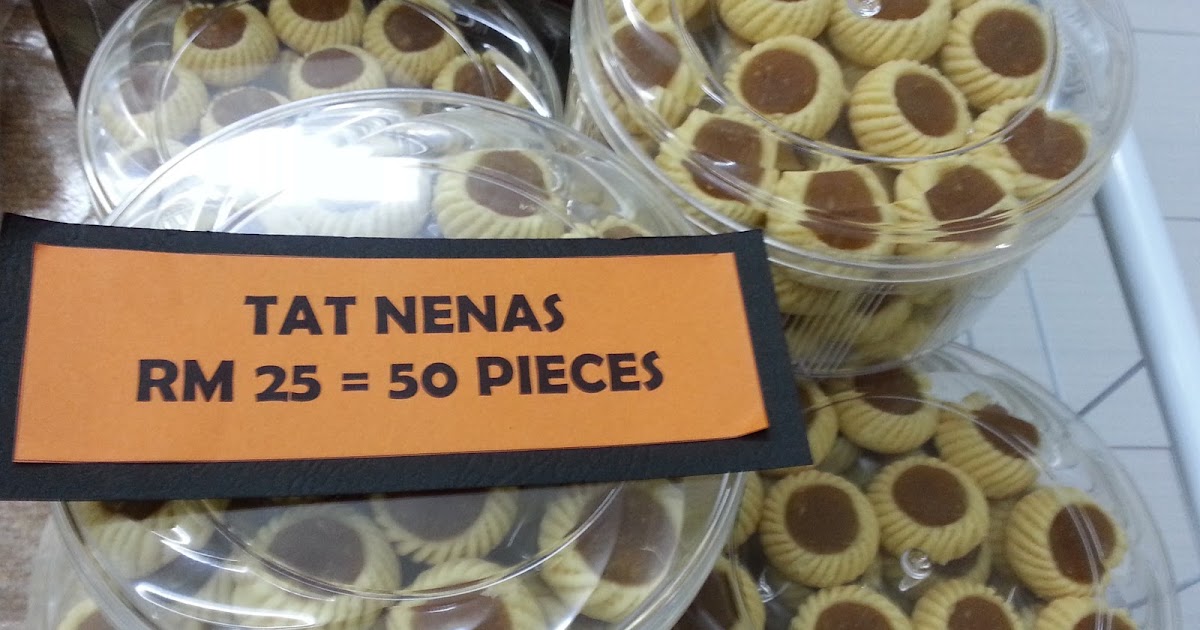 TAT NENAS
RM 25 = 50 PIECES